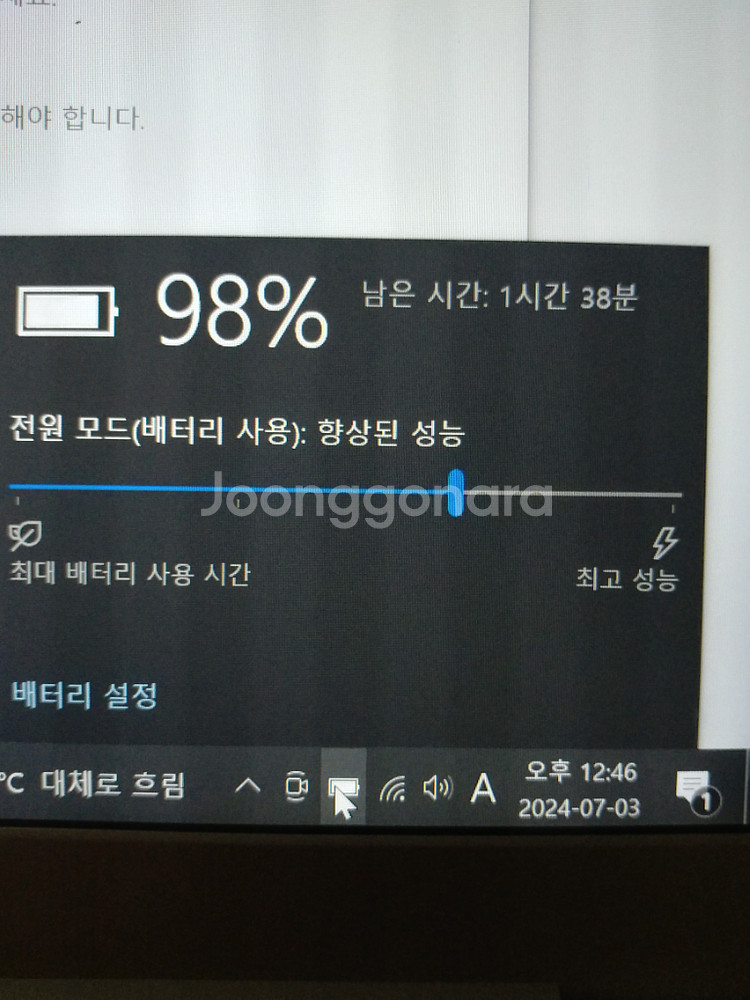 해야 합니다.
98%
남은 시간: 1시간 38분
전원 모드(배터리 사용): 향상된 성능
Joonggonara
최대 배터리 사용 시간
최고 성능
배터리 설정
°C 대체로 흐림
A
오후 12:46
2024-07-03
1